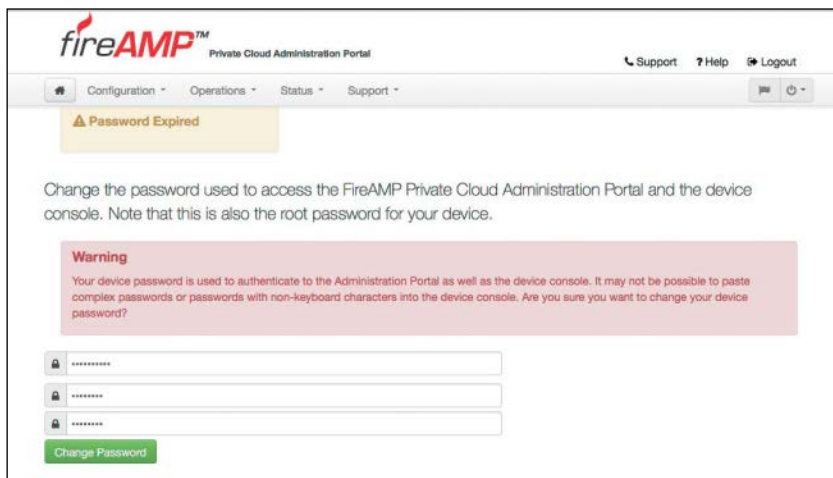 fireAMP™ Private Cloud Administration Portal
Support ? Help Logout
Configuration Operations Status Support
Password Expired
Change the password used to access the FireAMP Private Cloud Administration Portal and the device
console. Note that this is also the root password for your device.
Warning
Your device password is used to authenticate to the Administration Portal as well as the device console. It may not be possible to paste
complex passwords or passwords with non-keyboard characters into the device console. Are you sure you want to change your device
password?
••••••••••
••••••••
••••••••
Change Password